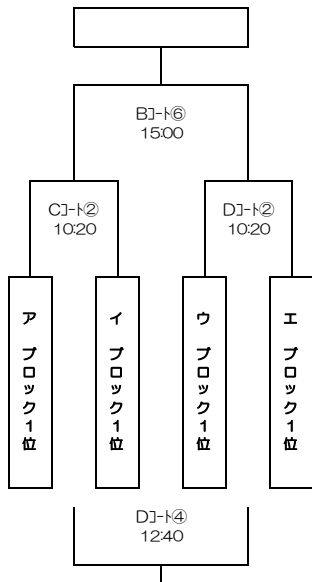 Bｺｰﾄ⑥
15:00
Cｺｰﾄ②
10:20
Dｺｰﾄ②
10:20
ア ブロック1位
イ ブロック1位
ウ ブロック1位
エ ブロック1位
Dｺｰﾄ④
12:40